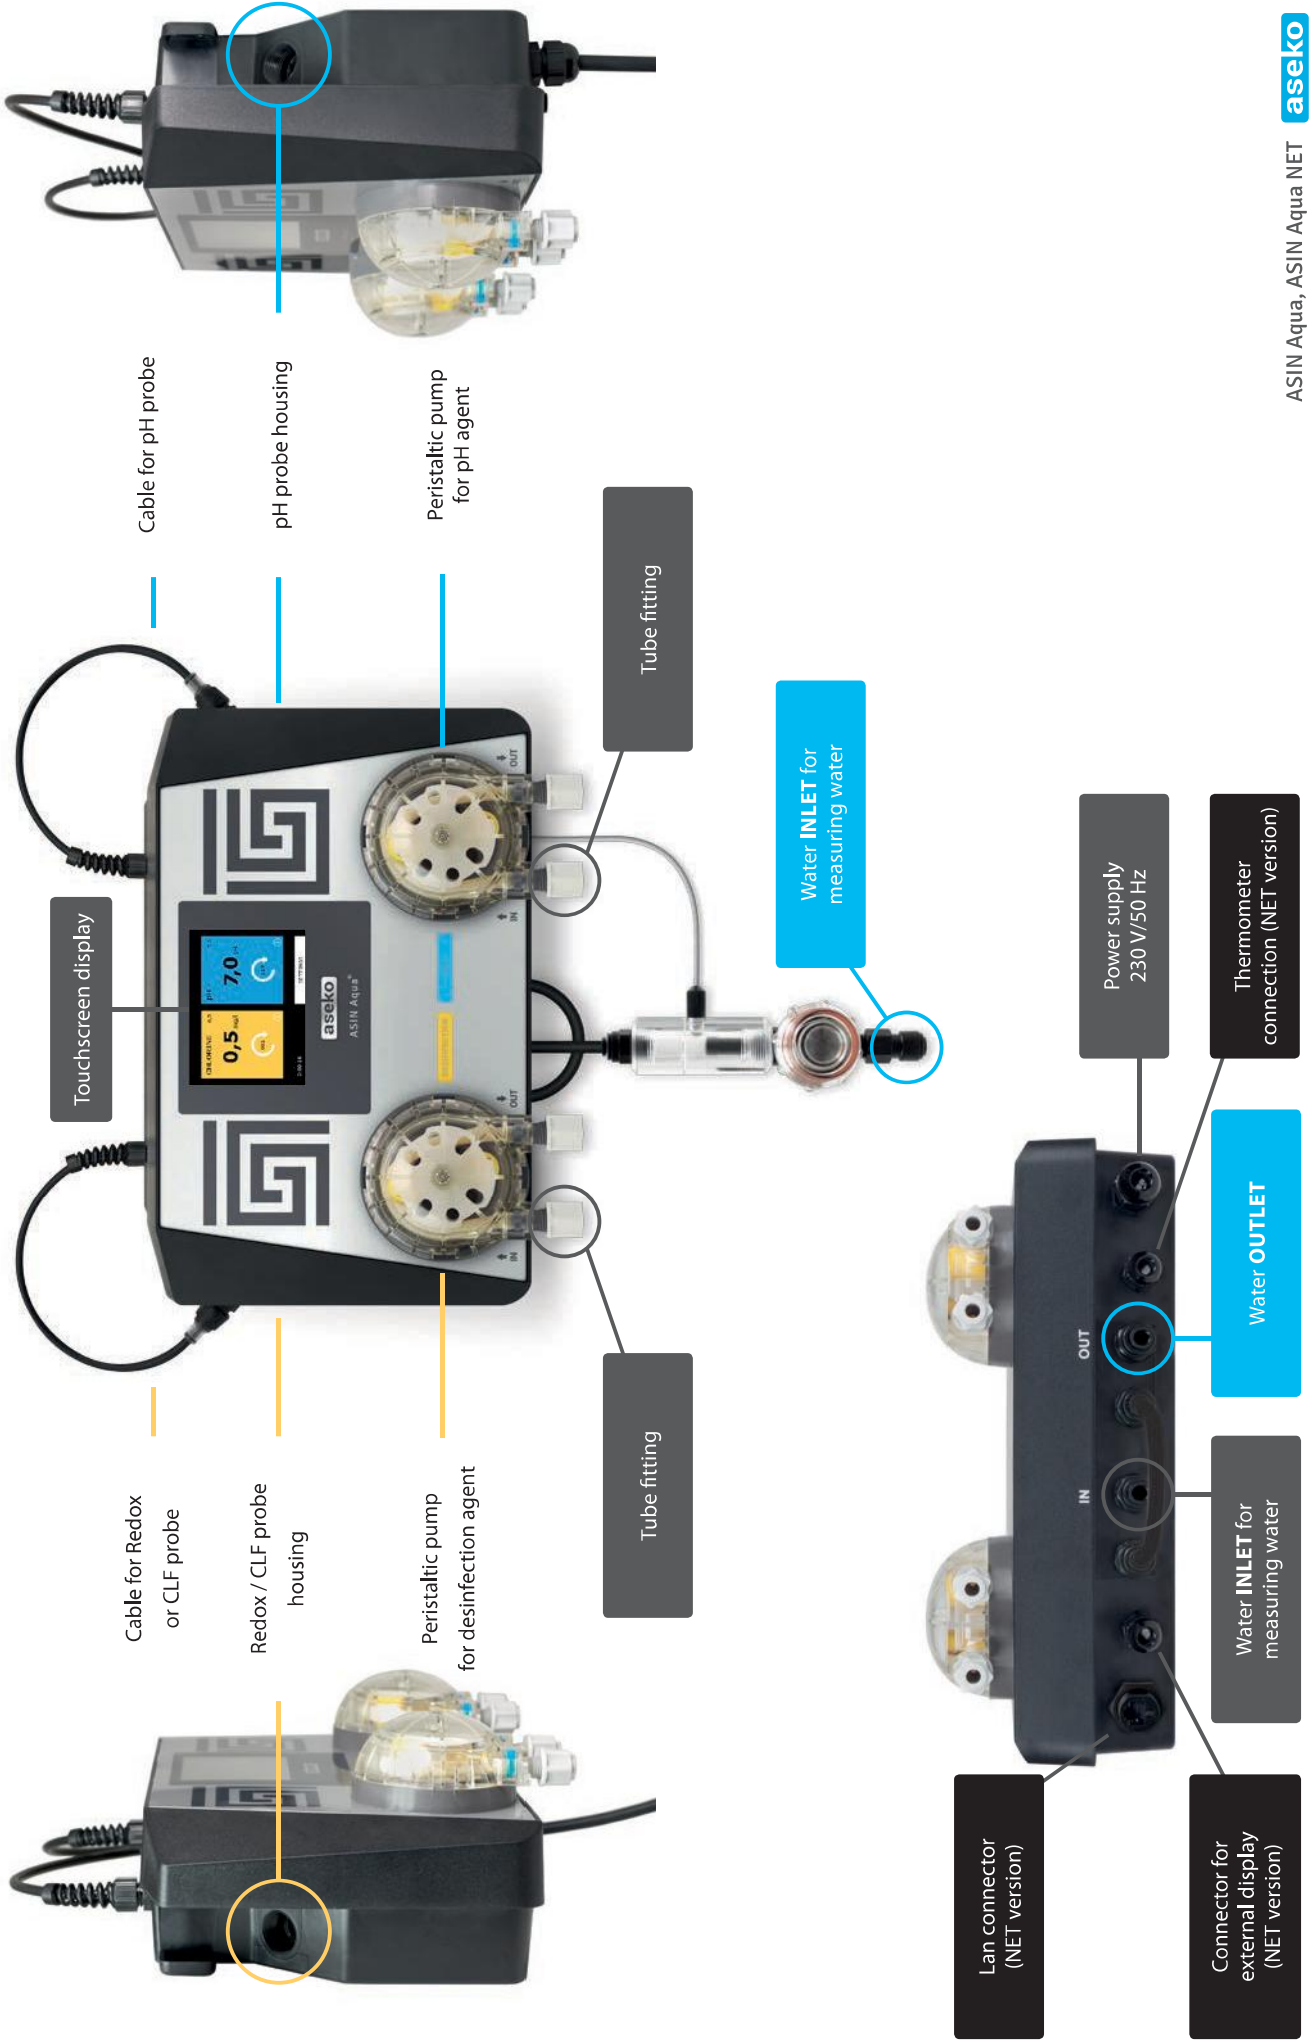 Touchscreen display
Cable for Redox
or CLF probe
Redox / CLF probe
housing
Peristaltic pump
for desinfection agent
Cable for pH probe
pH probe housing
Peristaltic pump
for pH agent
CHLORINE
0,5 mg/l
pH
7,0
aseko
ASIN Aqua®
IN
OUT
IN
OUT
Tube fitting
Tube fitting
Water INLET for
measuring water
IN
OUT
Lan connector
(NET version)
Connector for
external display
(NET version)
Water INLET for
measuring water
Water OUTLET
Power supply
230 V/50 Hz
Thermometer
connection (NET version)
ASIN Aqua, ASIN Aqua NET
aseko